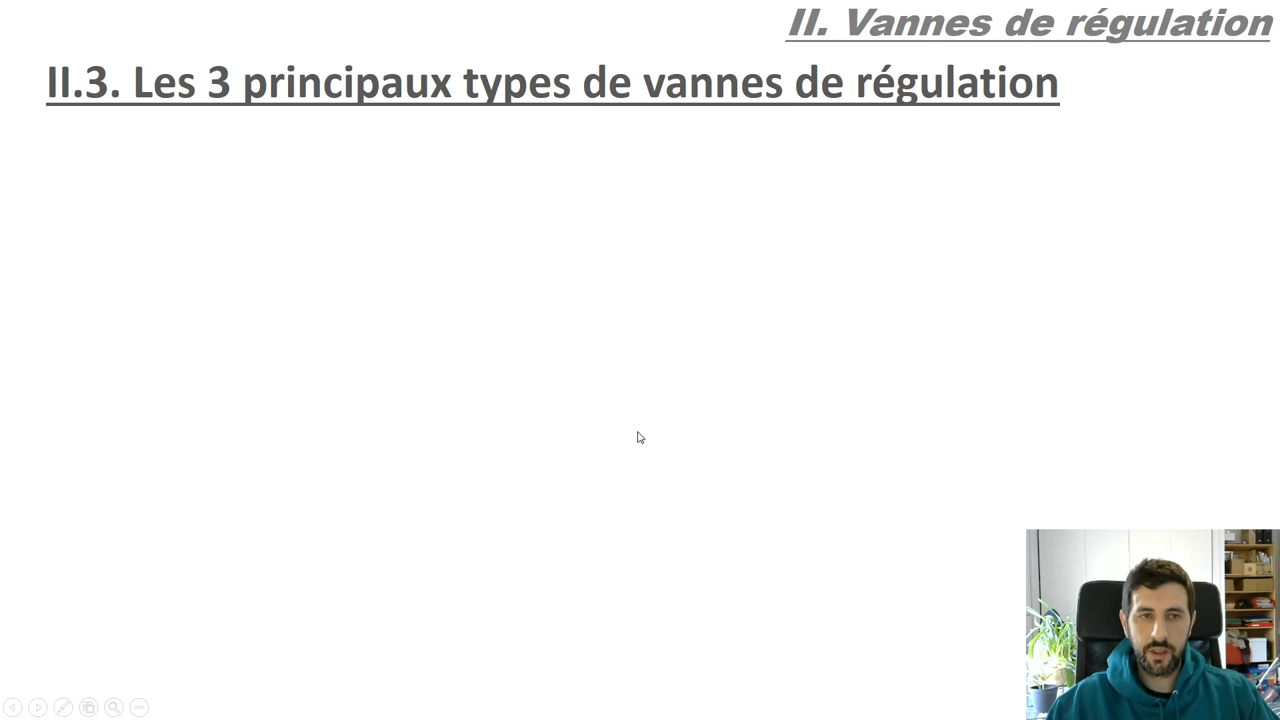 II. Vannes de régulation
II.3. Les 3 principaux types de vannes de régulation